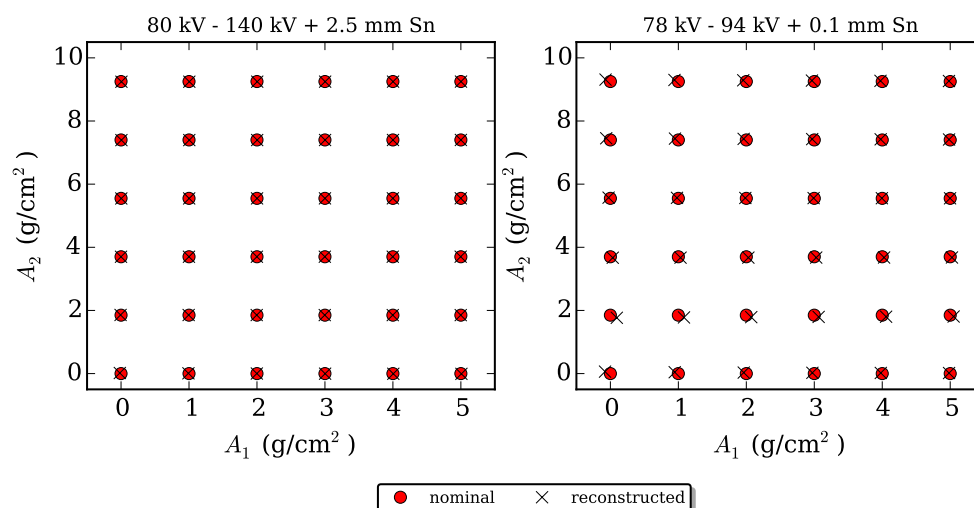 80 kV - 140 kV + 2.5 mm Sn
10
8
6
4
2
0
A₂ (g/cm²)
0 1 2 3 4 5
A₁ (g/cm²)
78 kV - 94 kV + 0.1 mm Sn
10
8
6
4
2
0
A₂ (g/cm²)
0 1 2 3 4 5
A₁ (g/cm²)
nominal reconstructed